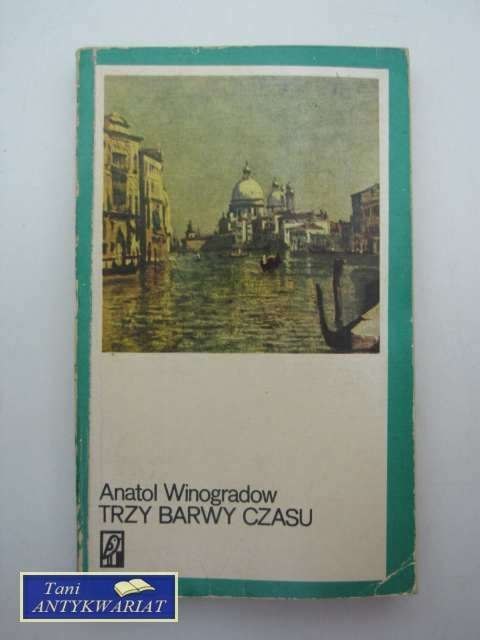 Anatol Winogradow
TRZY BARWY CZASU
Tani
ANTYKWARIAT